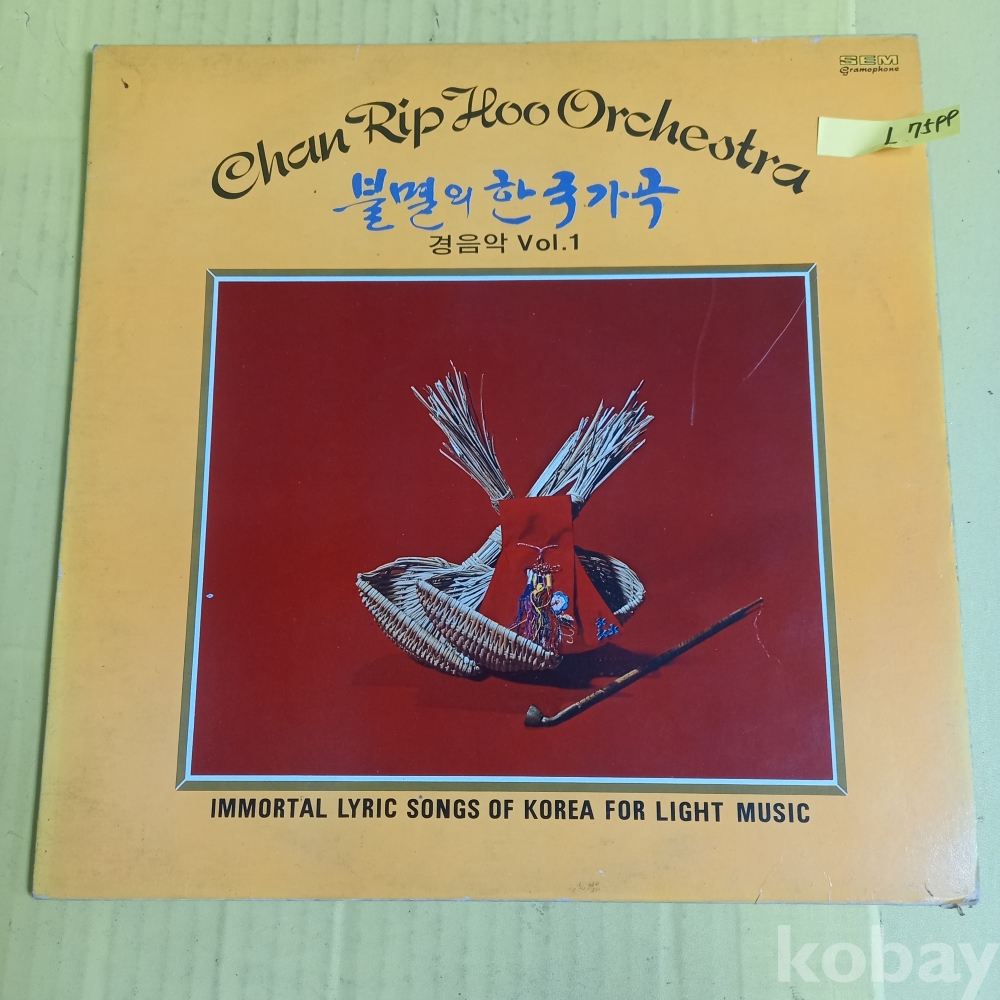 SEM
Gramophone
L 7599
Chan Rip Hoo Orchestra
불멸의 한국가곡
경음악 Vol.1
IMMORTAL LYRIC SONGS OF KOREA FOR LIGHT MUSIC
kobay